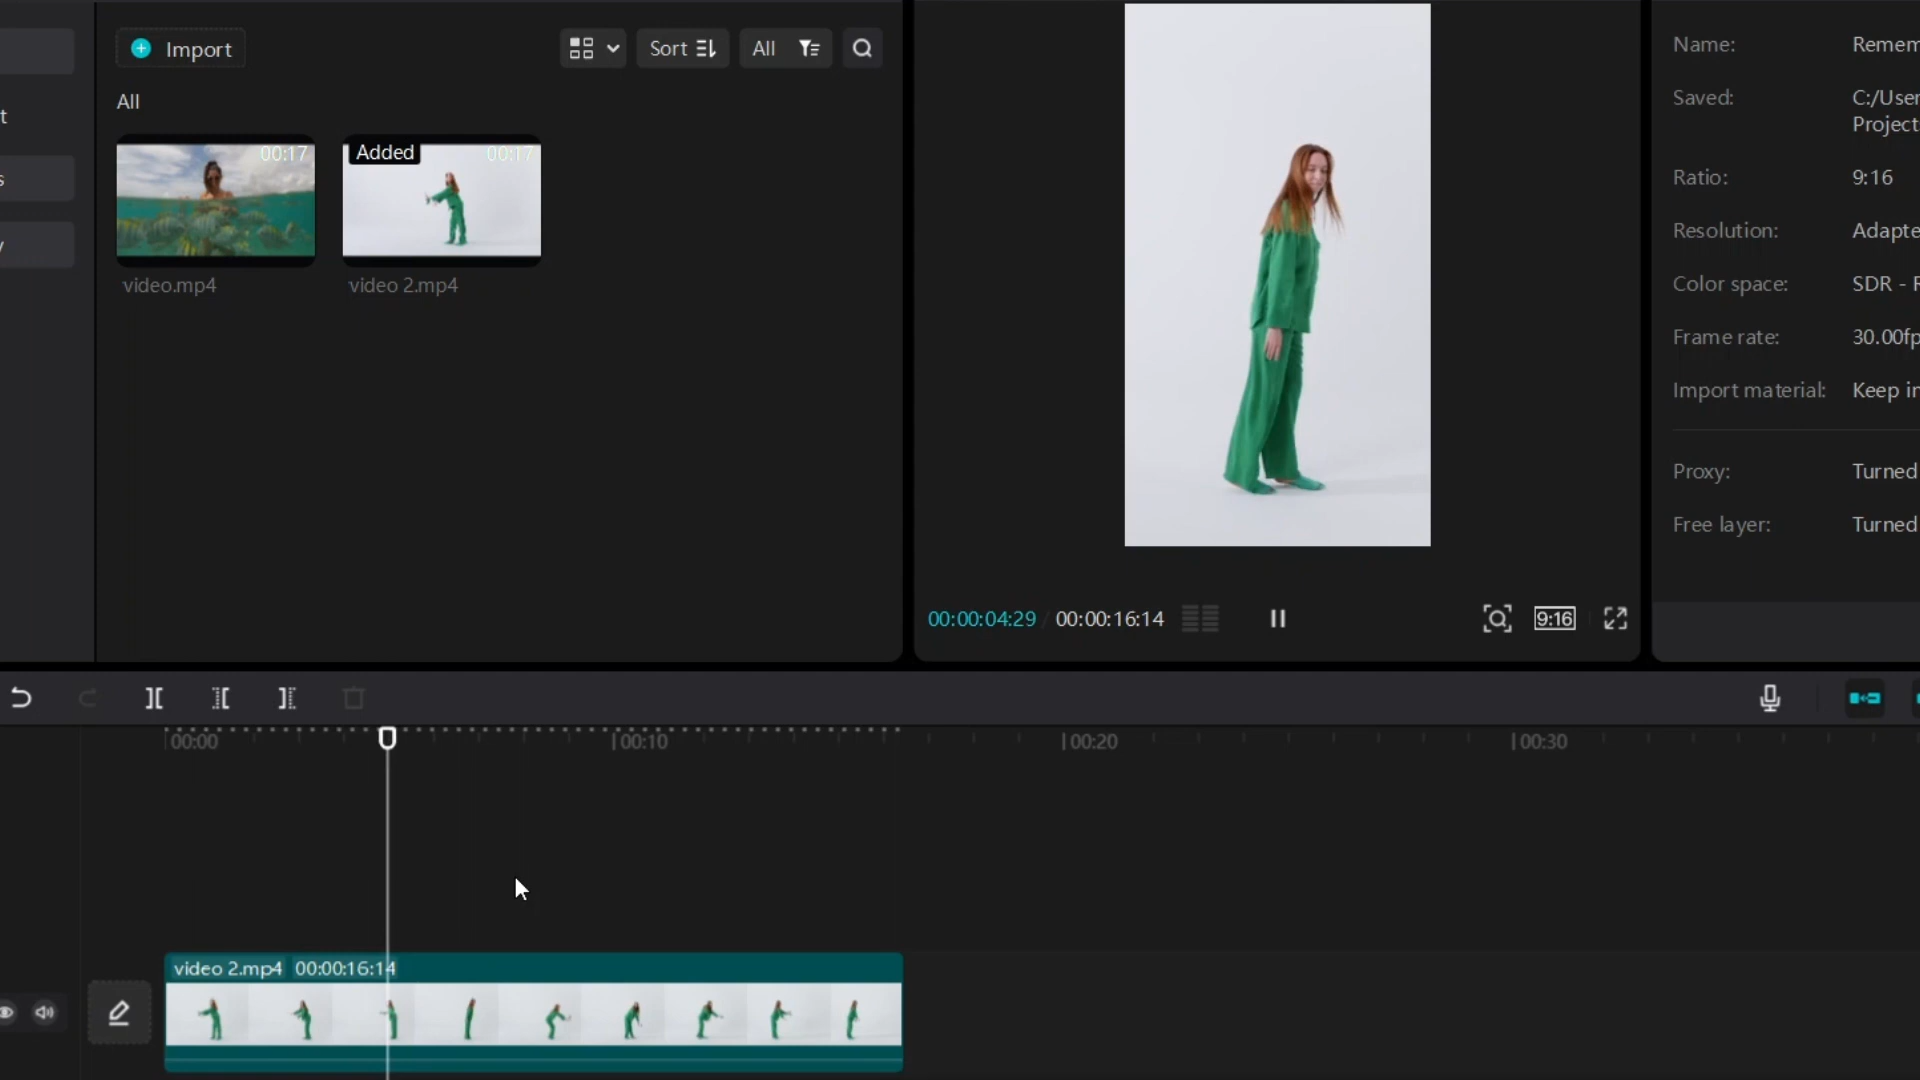 Import
Sort
All
All
00:17
Added
00:17
video.mp4
video 2.mp4
00:00:04:29 / 00:00:16:14
9:16
Name:
Saved:
C:/User
Project
Ratio: 9:16
Resolution:
Color space: SDR -
Frame rate:
Import material: Keep
Proxy: Turned
Free layer: Turned
00:00
00:10
00:20
00:30
video 2.mp4 00:00:16:14